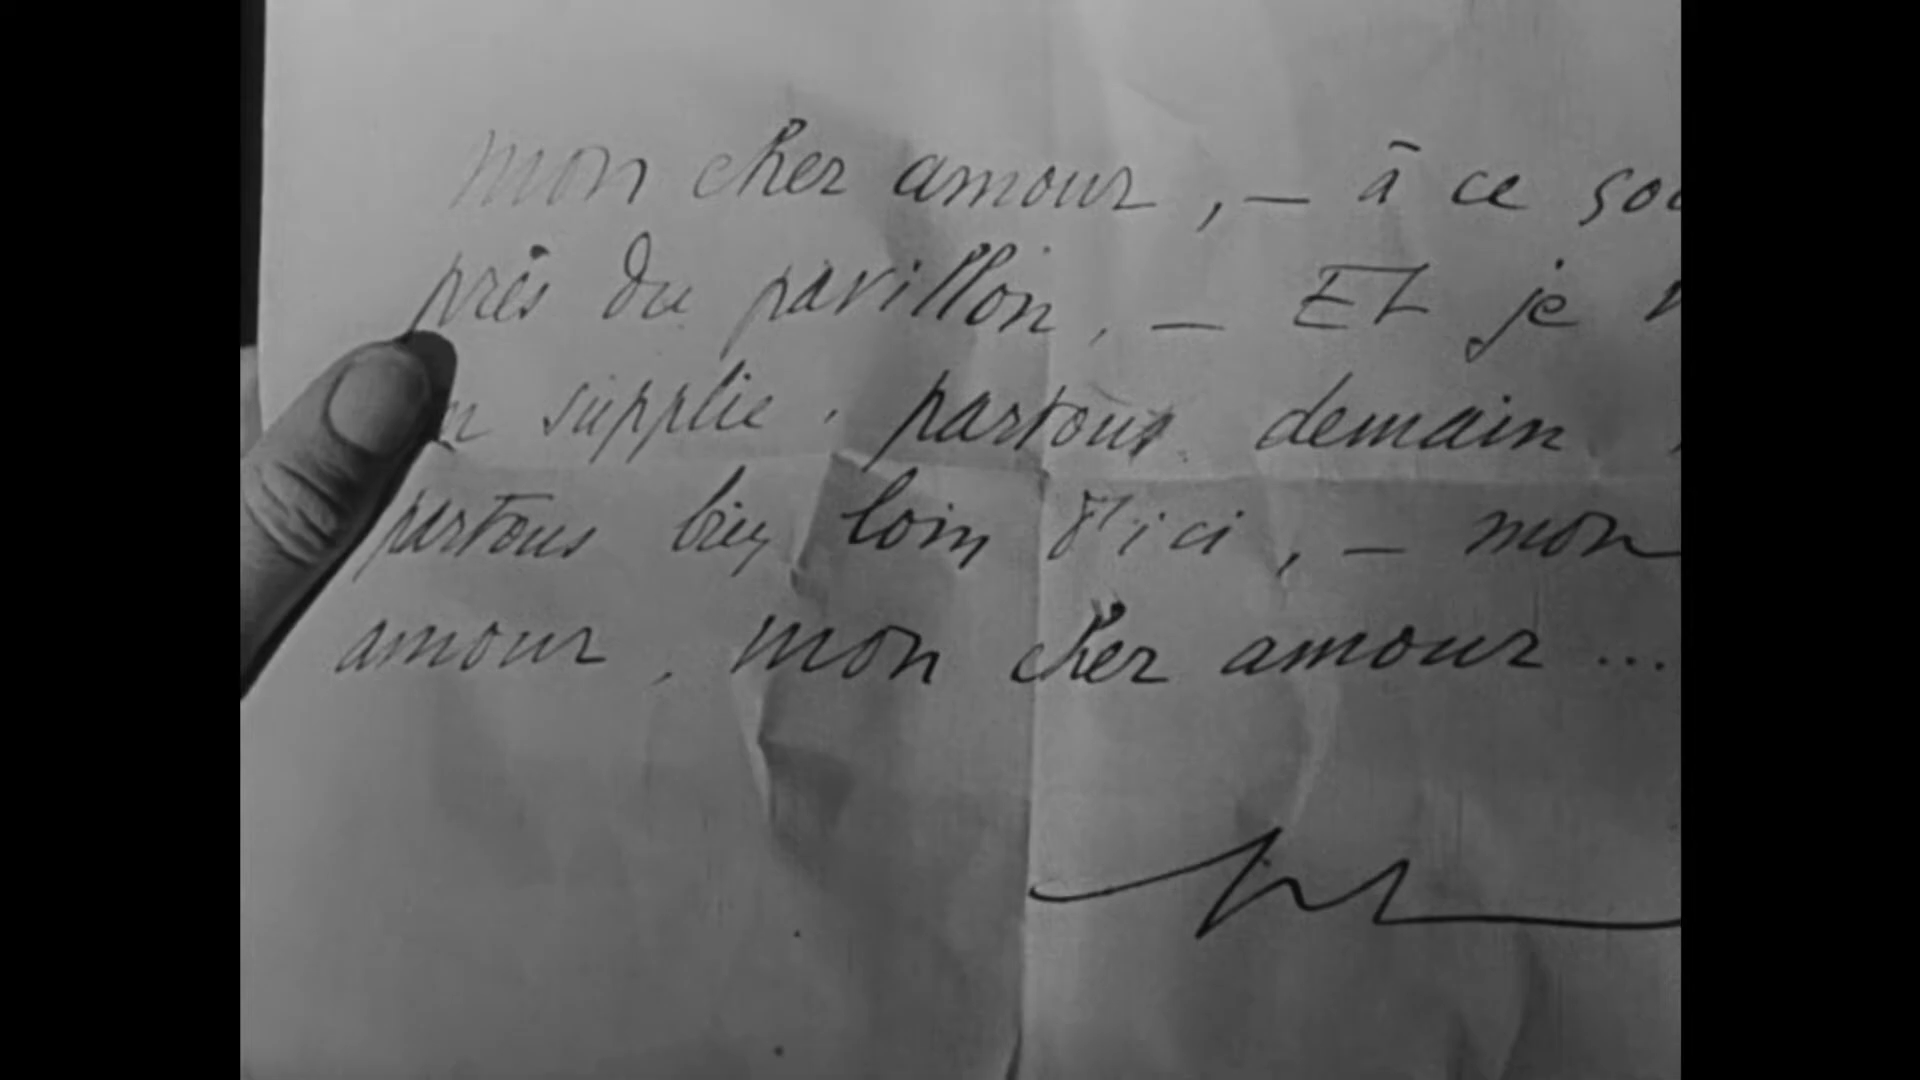 mon cher amour, — à ce
près du pavillon, — Et je
supplie. partons demain
partons bien loin d'ici, — mon
amour, mon cher amour...